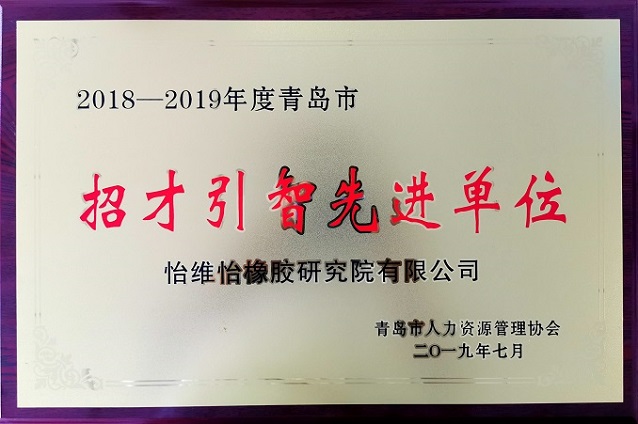 2018—2019年度青岛市
招才引智先进单位
怡维怡橡胶研究院有限公司
青岛市人力资源管理协会
二〇一九年七月